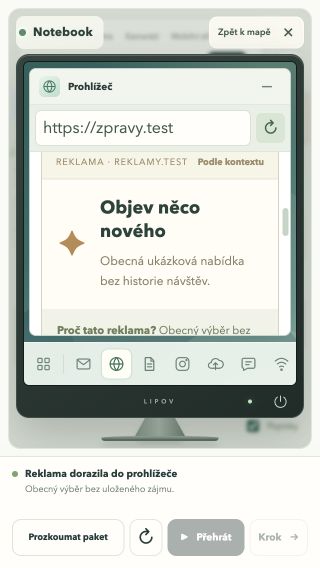 Notebook
Zpět k mapě
Prohlížeč
https://zpravy.test
REKLAMA · REKLAMY.TEST Podle kontextu
Objev něco
nového
Obecná ukázková nabídka
bez historie návštěv.
Proč tato reklama? Obecný výběr bez
LIPOV
Reklama dorazila do prohlížeče
Obecný výběr bez uloženého zájmu.
Prozkoumat paket
Přehrát
Krok